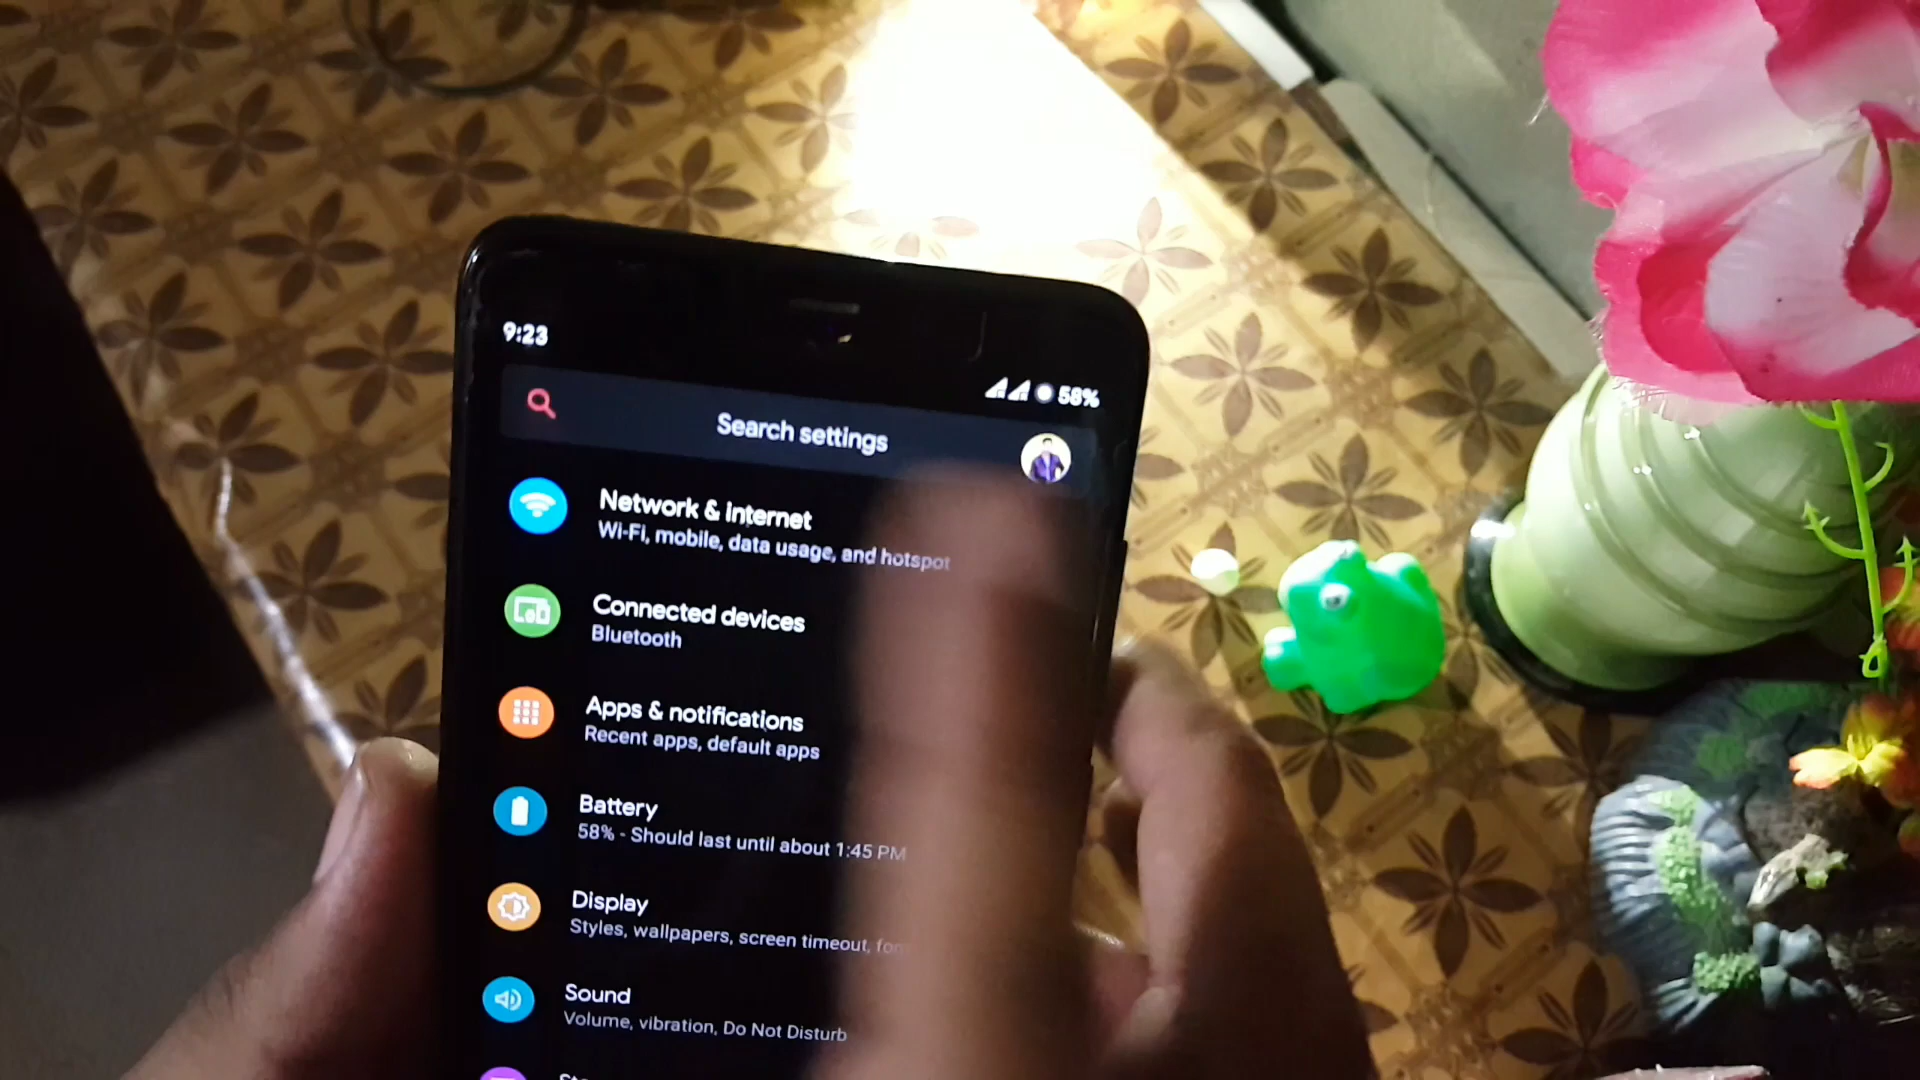 9:23
58%
Search settings
Network & internet
Wi-Fi, mobile, data usage, and hotspot
Connected devices
Bluetooth
Apps & notifications
Recent apps, default apps
Battery
58% - Should last until about 1:45 PM
Display
Styles, wallpapers, screen timeout,
Sound
Volume, vibration, Do Not Disturb